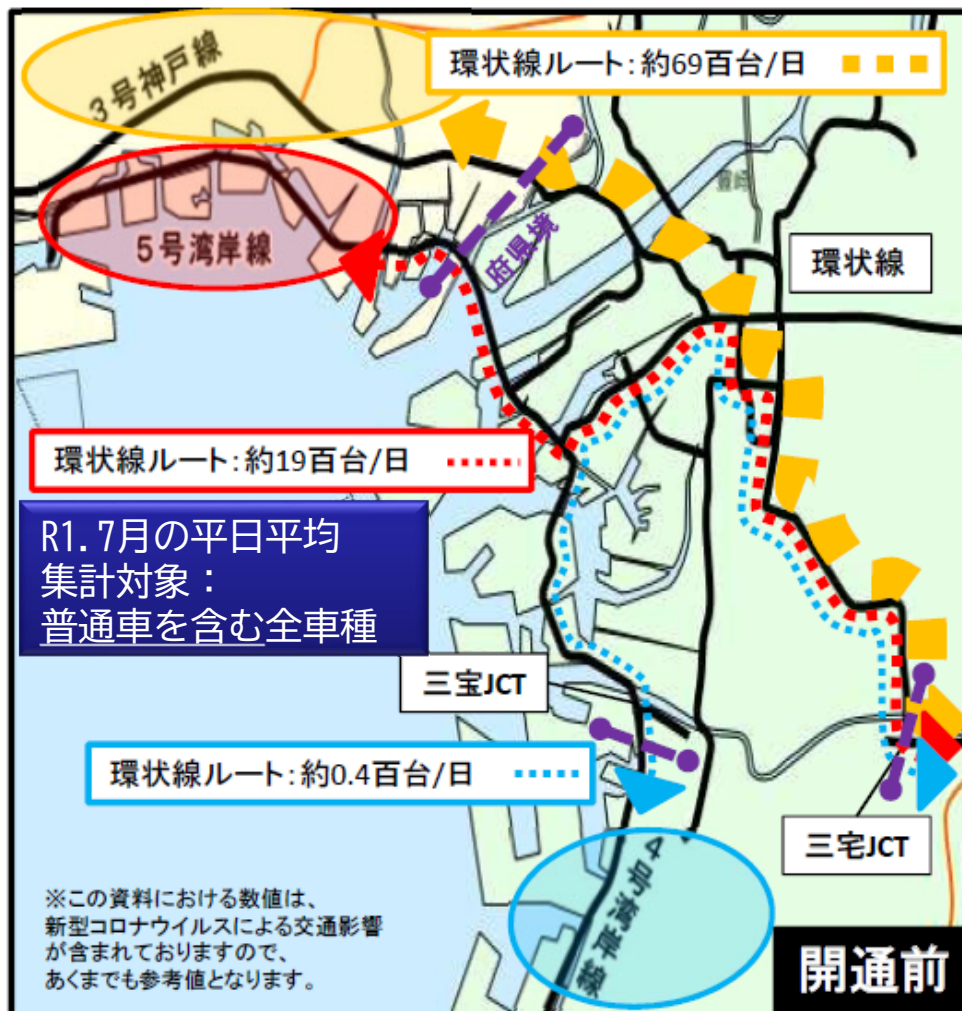 3号神戸線
環状線ルート:約69百台/日
5号湾岸線
府県境
環状線
環状線ルート:約19百台/日
R1.7月の平日平均
集計対象:
普通車を含む全車種
三宝JCT
環状線ルート:約0.4百台/日
三宅JCT
4号湾岸線
※この資料における数値は、
新型コロナウイルスによる交通影響
が含まれておりますので、
あくまでも参考値となります。
開通前